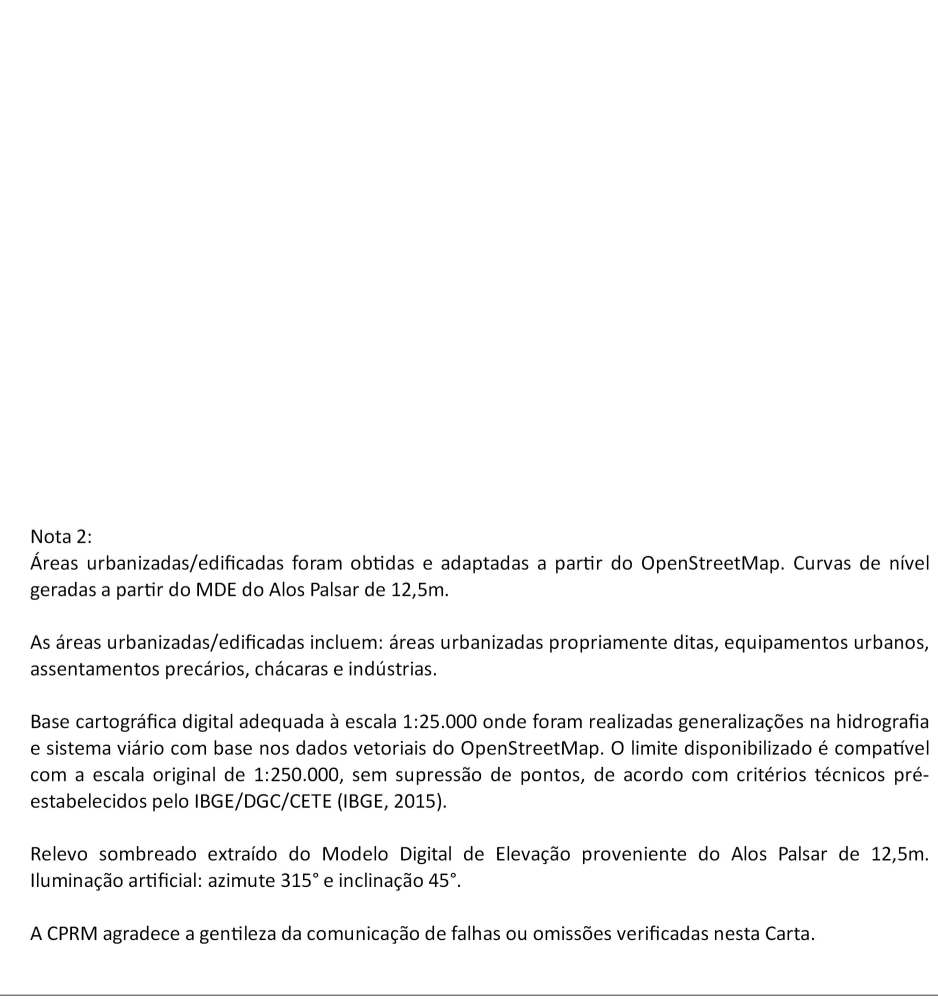 Nota 2:
Áreas urbanizadas/edificadas foram obtidas e adaptadas a partir do OpenStreetMap. Curvas de nível
geradas a partir do MDE do Alos Palsar de 12,5m.
As áreas urbanizadas/edificadas incluem: áreas urbanizadas propriamente ditas, equipamentos urbanos,
assentamentos precários, chácaras e indústrias.
Base cartográfica digital adequada à escala 1:25.000 onde foram realizadas generalizações na hidrografia
e sistema viário com base nos dados vetoriais do OpenStreetMap. O limite disponibilizado é compatível
com a escala original de 1:250.000, sem supressão de pontos, de acordo com critérios técnicos pré-
estabelecidos pelo IBGE/DGC/CETE (IBGE, 2015).
Relevo sombreado extraído do Modelo Digital de Elevação proveniente do Alos Palsar de 12,5m.
Iluminação artificial: azimute 315° e inclinação 45°.
A CPRM agradece a gentileza da comunicação de falhas ou omissões verificadas nesta Carta.